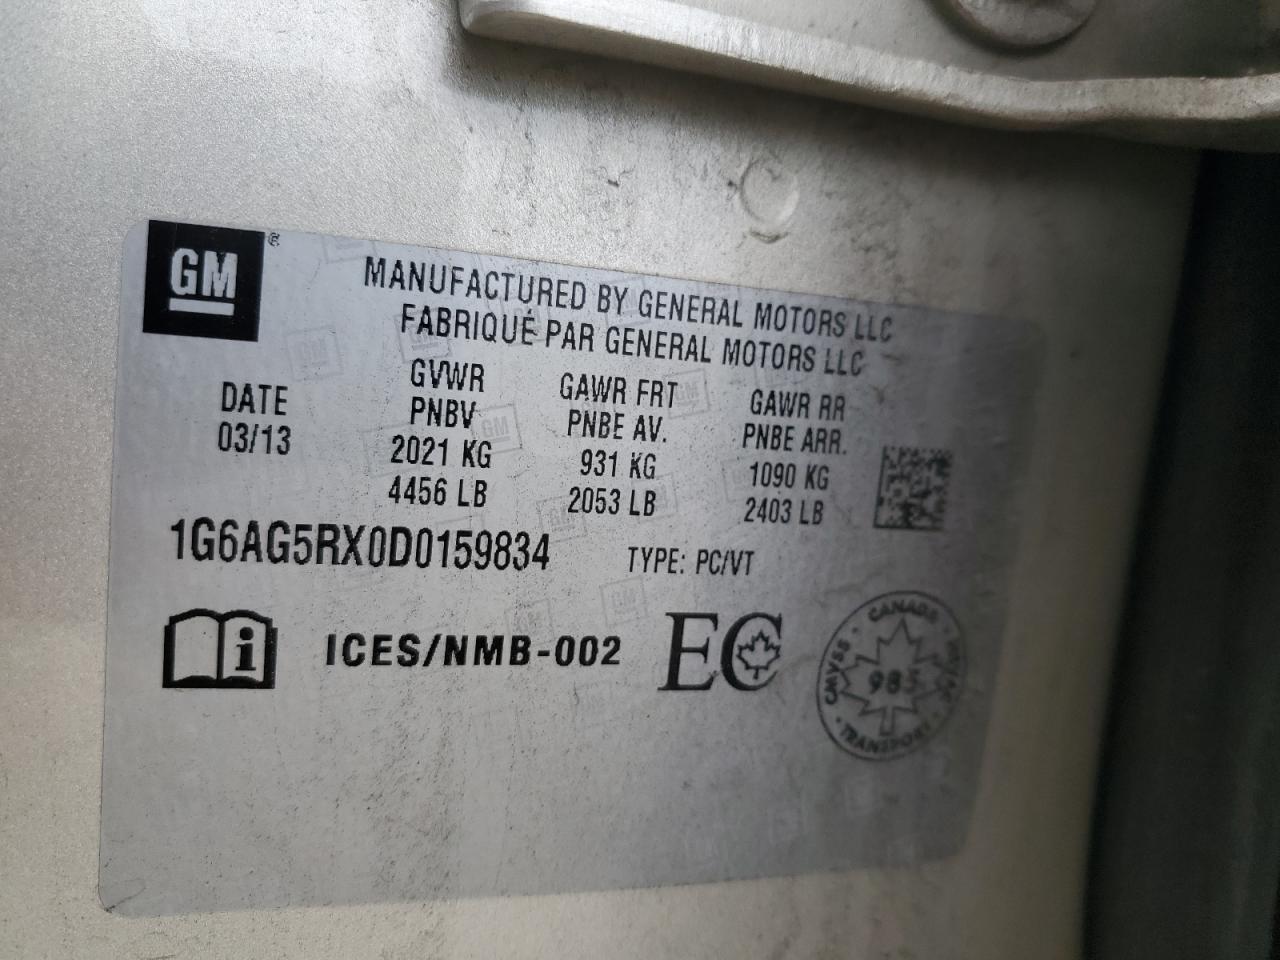 GM
MANUFACTURED BY GENERAL MOTORS LLC
FABRIQUÉ PAR GENERAL MOTORS LLC
DATE
03/13
GVWR
PNBV
2021 KG
4456 LB
GAWR FRT
PNBE AV.
931 KG
2053 LB
GAWR RR
PNBE ARR.
1090 KG
2403 LB
1G6AG5RX0D0159834
TYPE: PC/VT
i
ICES/NMB-002
EC
CANADA
CMVSS
TRANSPORT